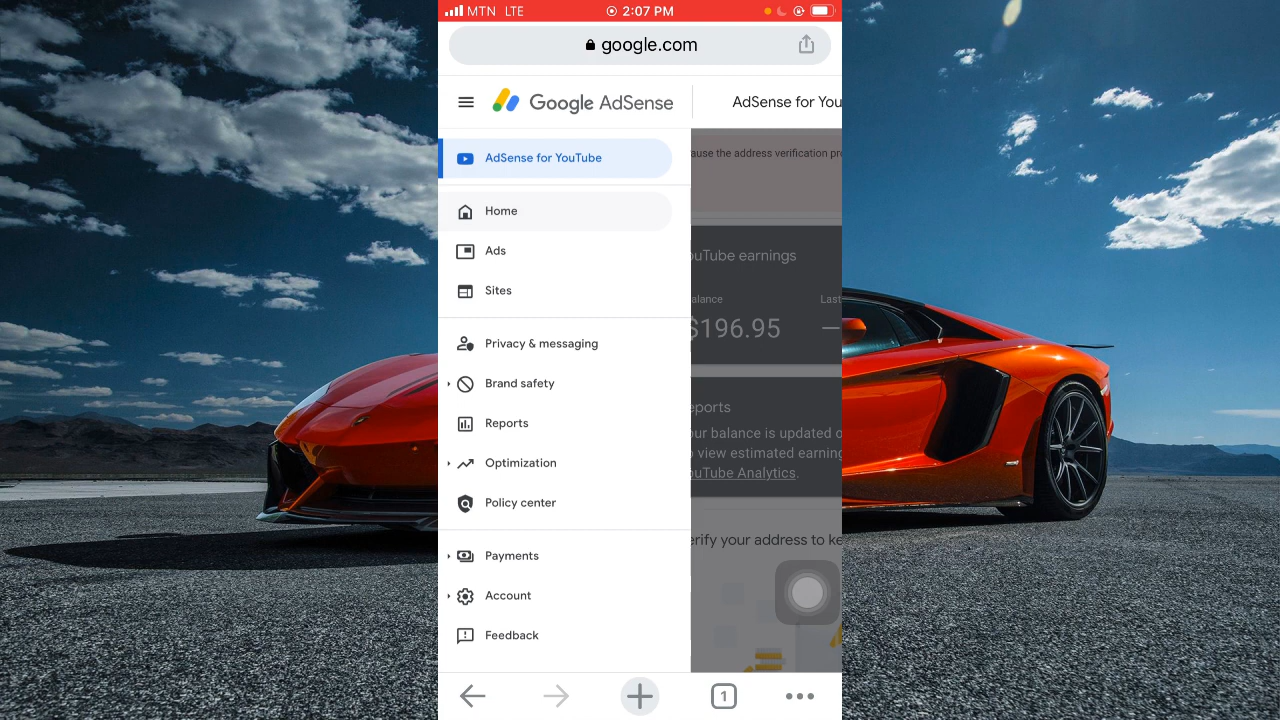 MTN LTE 2:07 PM
google.com
Google AdSense
AdSense for You
AdSense for YouTube
ause the address verification pr
Home
Ads
ouTube earnings
Sites
alance Last
$196.95
Privacy & messaging
Brand safety
eports
Reports
our balance is updated o
o view estimated earning
Optimization
ouTube Analytics.
Policy center
erify your address to ke
Payments
Account
Feedback
1